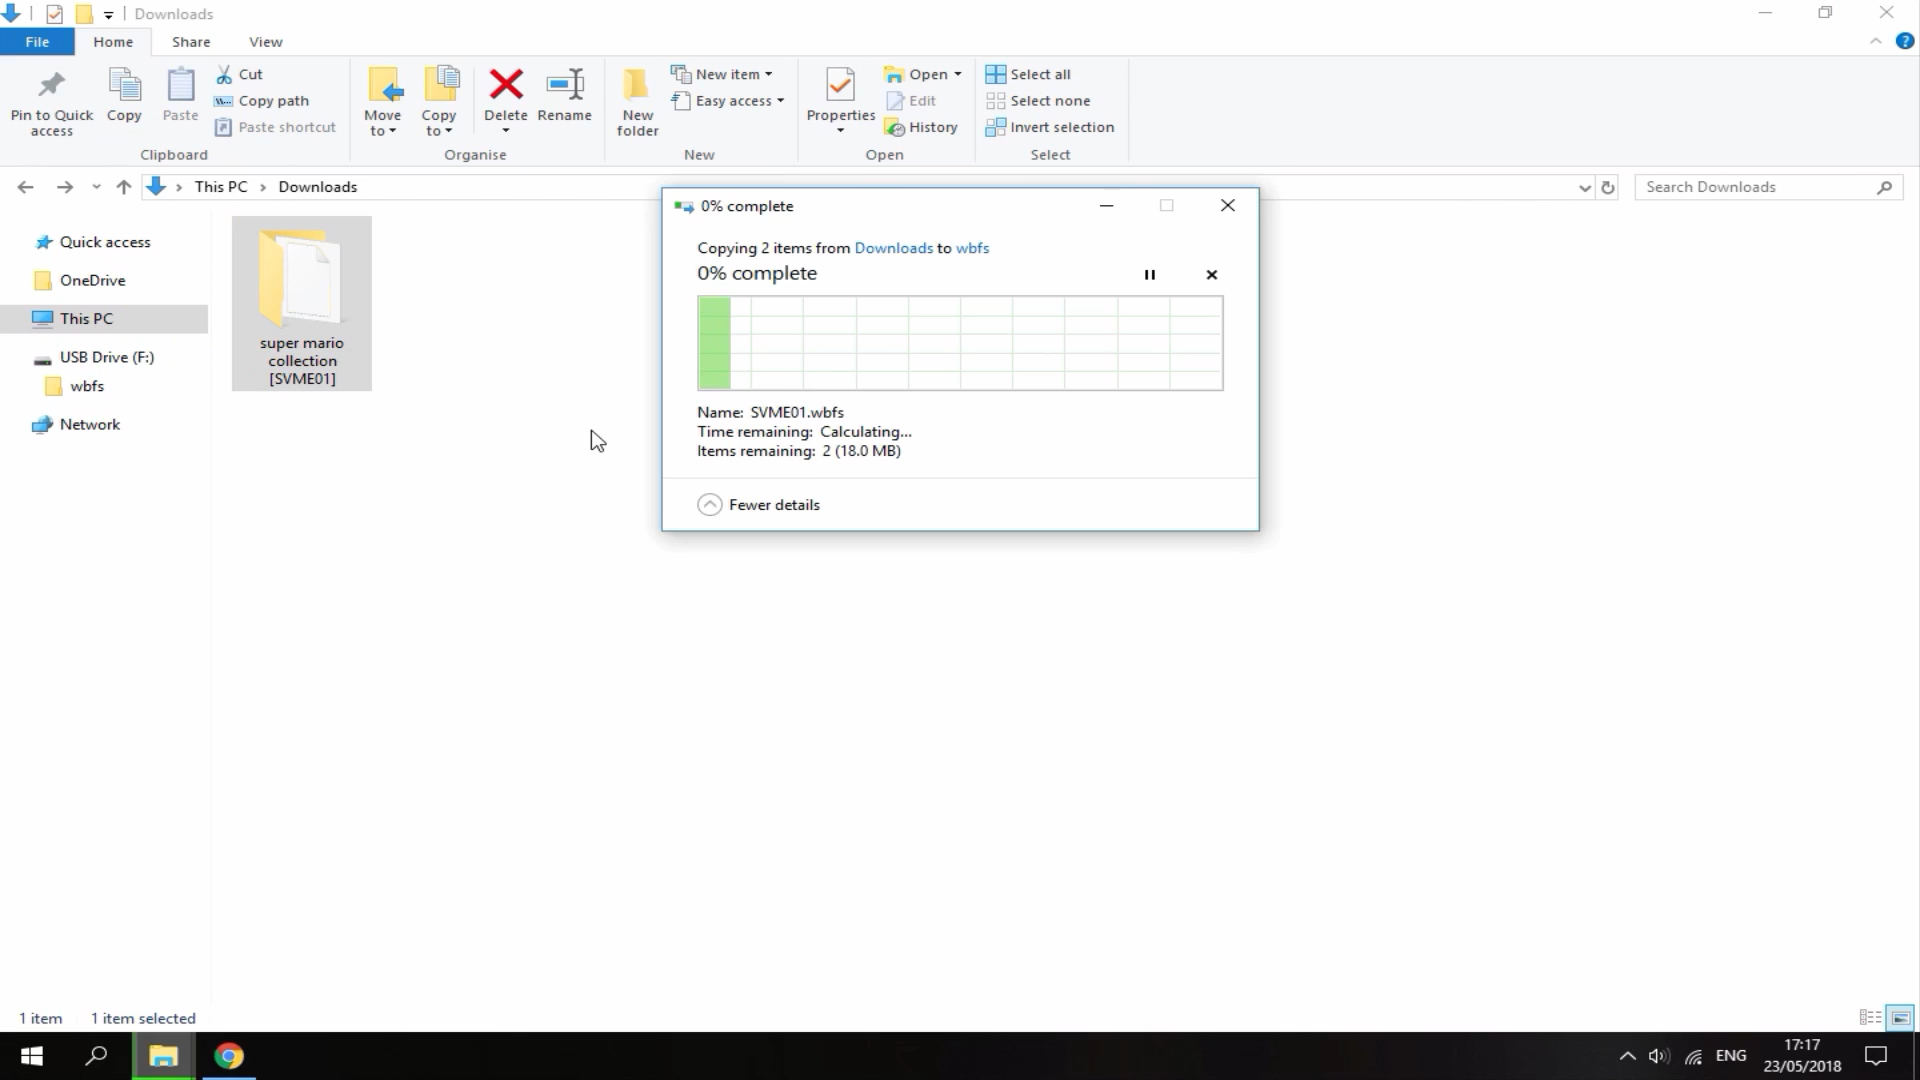 Downloads
File Home Share View
Pin to Quick access
Copy
Paste
Cut
Copy path
Paste shortcut
Clipboard
Move to
Copy to
Delete
Rename
Organise
New folder
New item
Easy access
New
Properties
Open
Edit
History
Open
Select all
Select none
Invert selection
Select
This PC > Downloads
Search Downloads
Quick access
OneDrive
This PC
USB Drive (F:)
wbfs
Network
super mario
collection
[SVME01]
0% complete
Copying 2 items from Downloads to wbfs
0% complete
Name: SVME01.wbfs
Time remaining: Calculating...
Items remaining: 2 (18.0 MB)
Fewer details
1 item 1 item selected
ENG
17:17
23/05/2018